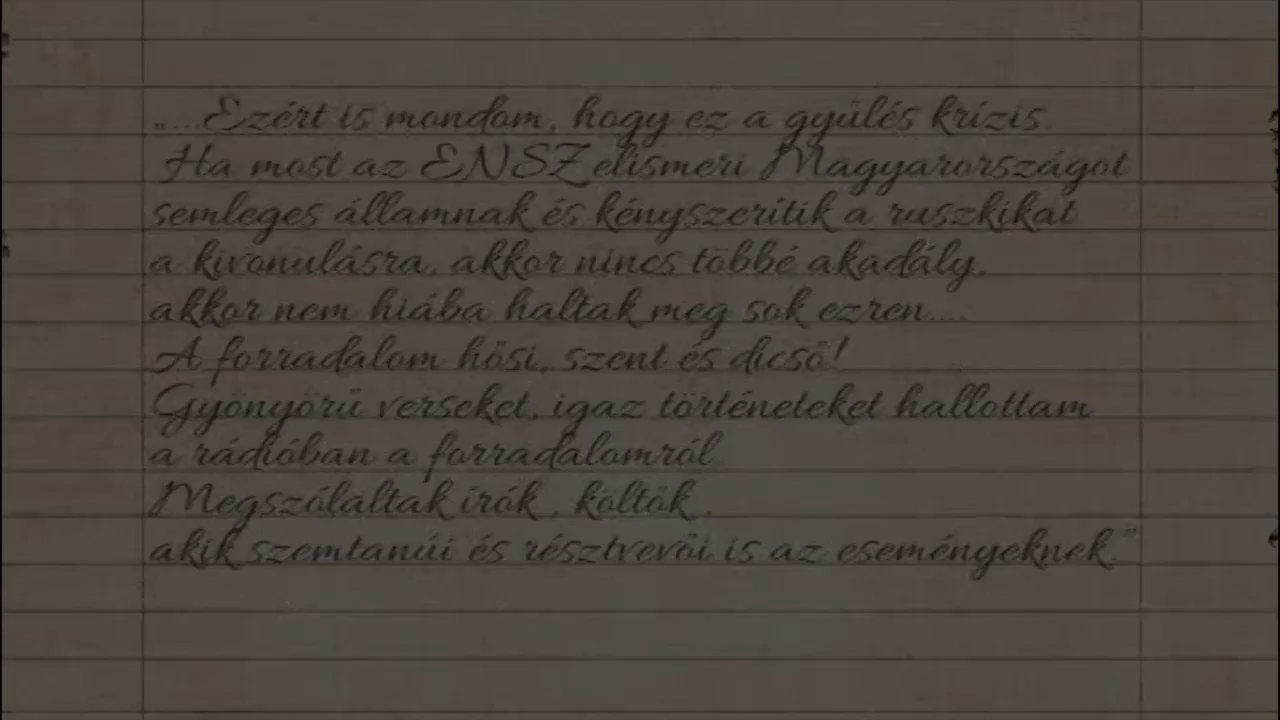 „....Ezért is mondom, hogy ez a gyűlés krízis.
Ha most az ENSZ elismeri Magyarországot
semleges államnak és kényszerítik a ruszkikat
a kivonulásra, akkor nincs többé akadály,
akkor nem hiába haltak meg sok ezren....
A forradalom hősi, szent és dicső!
Gyönyörű verseket, igaz történeteket hallottam
a rádióban a forradalomról.
Megszólaltak írók, költők,
akik szemtanúi és résztvevői is az eseményeknek.”